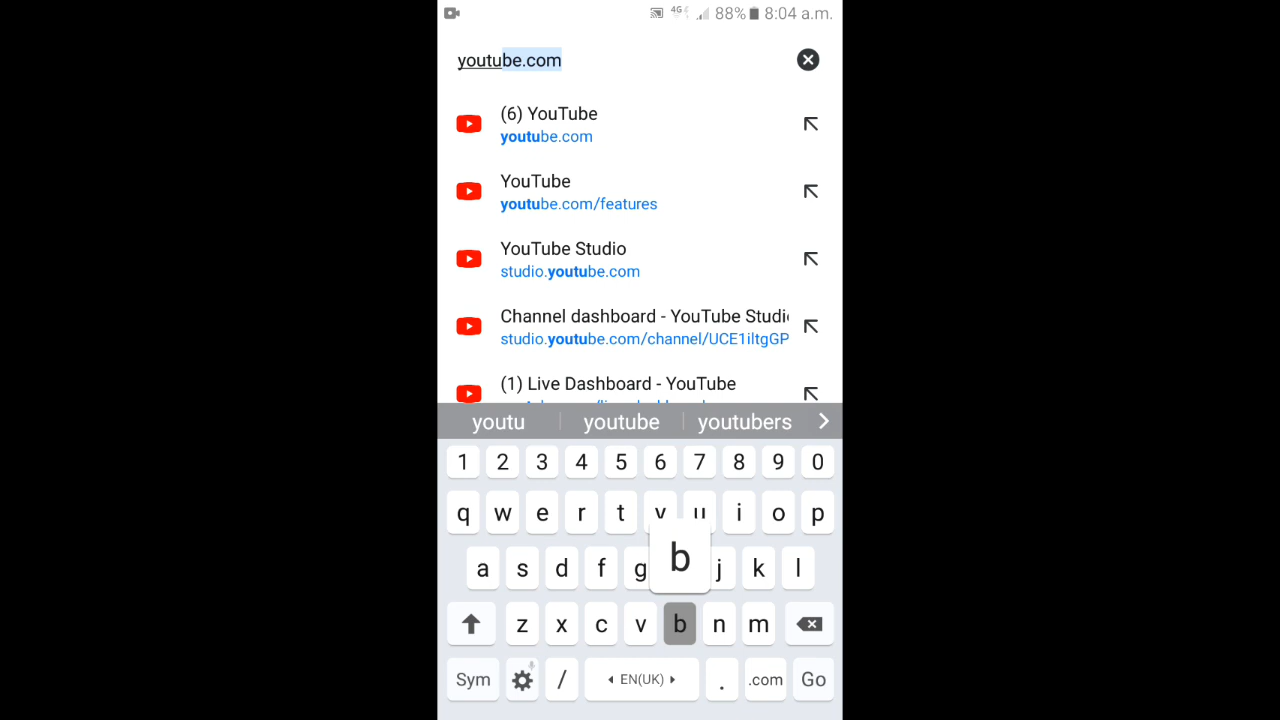 4G 88% 8:04 a.m.
youtube.com
(6) YouTube
youtube.com
YouTube
youtube.com/features
YouTube Studio
studio.youtube.com
Channel dashboard - YouTube Studi
studio.youtube.com/channel/UCE1iltgGP
(1) Live Dashboard - YouTube
youtu youtube youtubers
1 2 3 4 5 6 7 8 9 0
q w e r t y u i o p
a s d f g b j k l
z x c v b n m
Sym / EN(UK) . .com Go